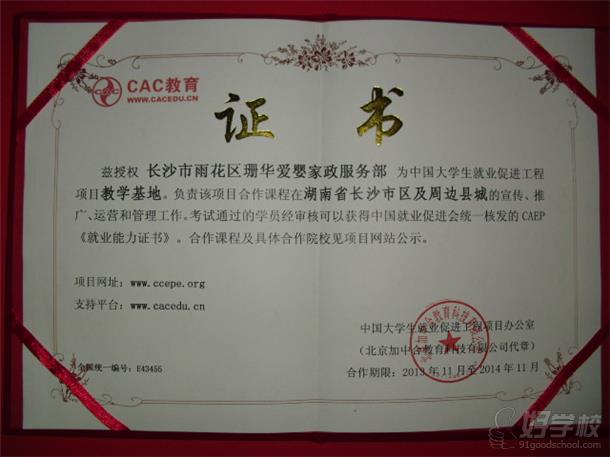 CAC教育
WWW.CACEDU.CN
证 书
兹授权 长沙市雨花区珊华爱婴家政服务部 为中国大学生就业促进工程
项目教学基地。负责该项目合作课程在湖南省长沙市区及周边县城的宣传、推
广、运营和管理工作。考试通过的学员经审核可以获得中国就业促进会统一核发的CAEP
《就业能力证书》。合作课程及具体合作院校见项目网站公示。
项目网址：www.ccepe.org
支持平台：www.cacedu.cn
中国大学生就业促进工程项目办公室
（北京加中合教育科技有限公司代章）
合作期限：2013年11月至2014年11月
全国统一编号：E43455
好学校
91goodschool.com